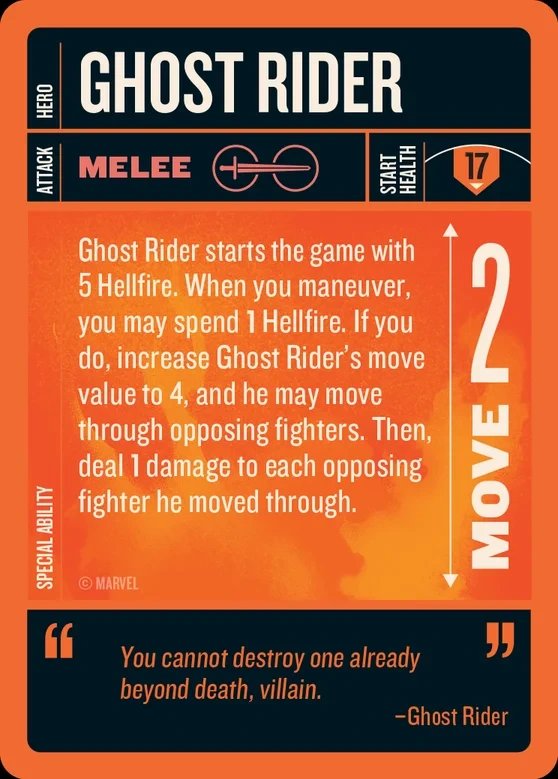 HERO
GHOST RIDER
ATTACK
MELEE
START
HEALTH
17
Ghost Rider starts the game with
5 Hellfire. When you maneuver,
you may spend 1 Hellfire. If you
do, increase Ghost Rider’s move
value to 4, and he may move
through opposing fighters. Then,
deal 1 damage to each opposing
fighter he moved through.
SPECIAL ABILITY
© MARVEL
MOVE 2
“
You cannot destroy one already
beyond death, villain.
”
–Ghost Rider